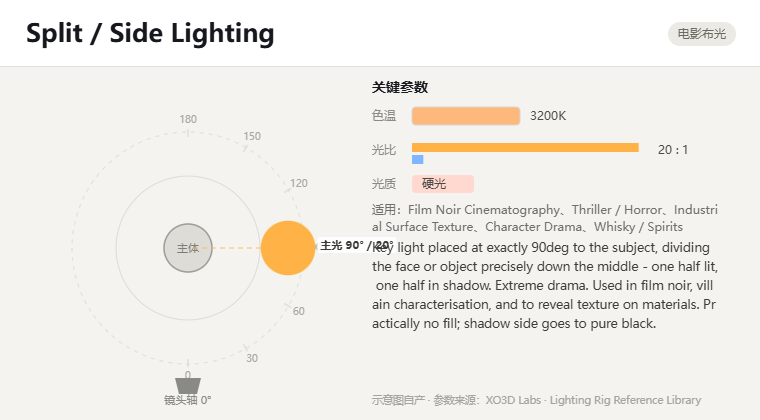 Split / Side Lighting
电影布光
关键参数
色温
3200K
光比
20 : 1
光质
硬光
适用：Film Noir Cinematography、Thriller / Horror、Industri
al Surface Texture、Character Drama、Whisky / Spirits
Key light placed at exactly 90deg to the subject, dividing
the face or object precisely down the middle - one half lit,
one half in shadow. Extreme drama. Used in film noir, vill
ain characterisation, and to reveal texture on materials. Pr
actically no fill; shadow side goes to pure black.
180
150
120
主体
主光 90° / 20°
60
30
0
镜头轴 0°
示意图自产 · 参数来源：XO3D Labs · Lighting Rig Reference Library